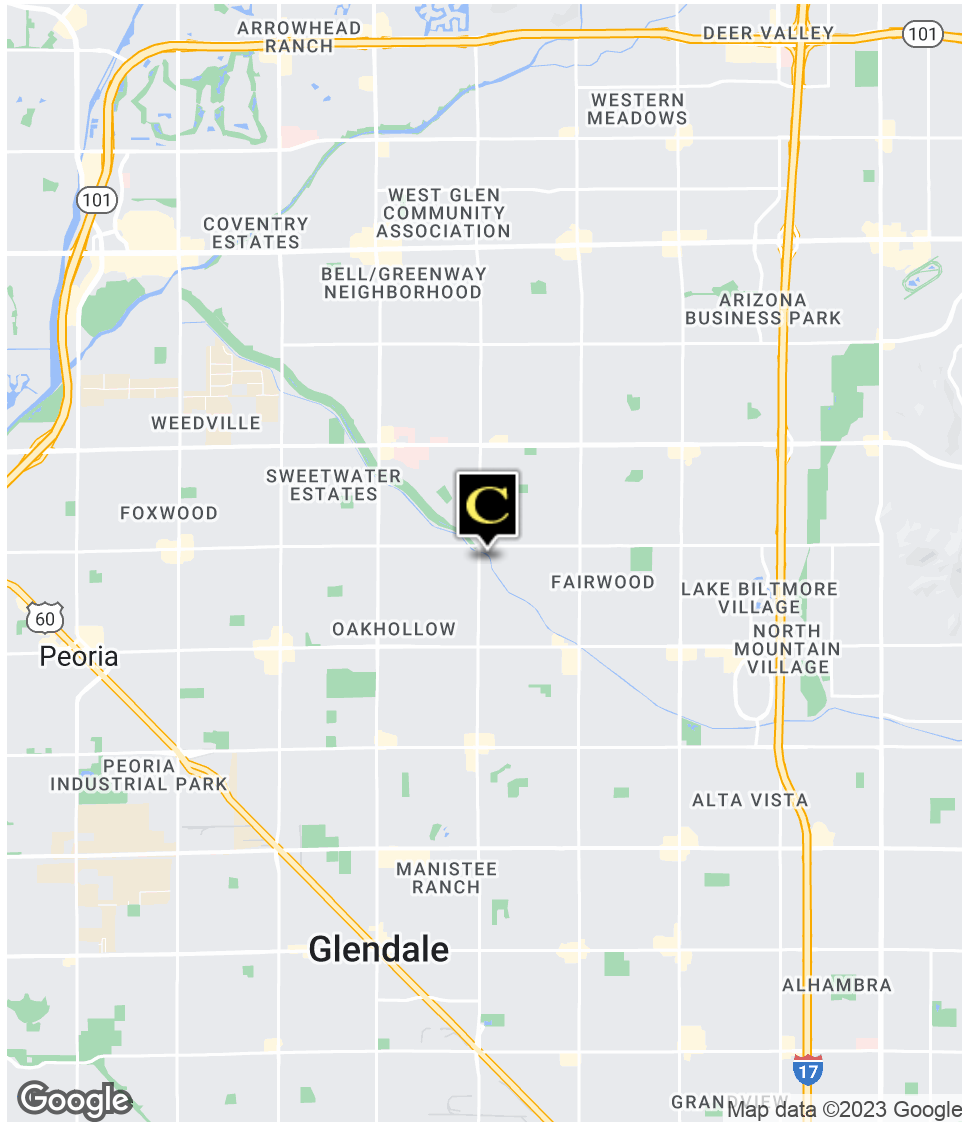 ARROWHEAD
RANCH
DEER VALLEY
101
WESTERN
MEADOWS
101
WEST GLEN
COMMUNITY
ASSOCIATION
COVENTRY
ESTATES
BELL/GREENWAY
NEIGHBORHOOD
ARIZONA
BUSINESS PARK
WEEDVILLE
SWEETWATER
ESTATES
C
FOXWOOD
FAIRWOOD
LAKE BILTMORE
VILLAGE
60
OAKHOLLOW
NORTH
MOUNTAIN
VILLAGE
Peoria
PEORIA
INDUSTRIAL PARK
ALTA VISTA
MANISTEE
RANCH
Glendale
ALHAMBRA
17
Google
GRANDVIEW
Map data ©2023 Google